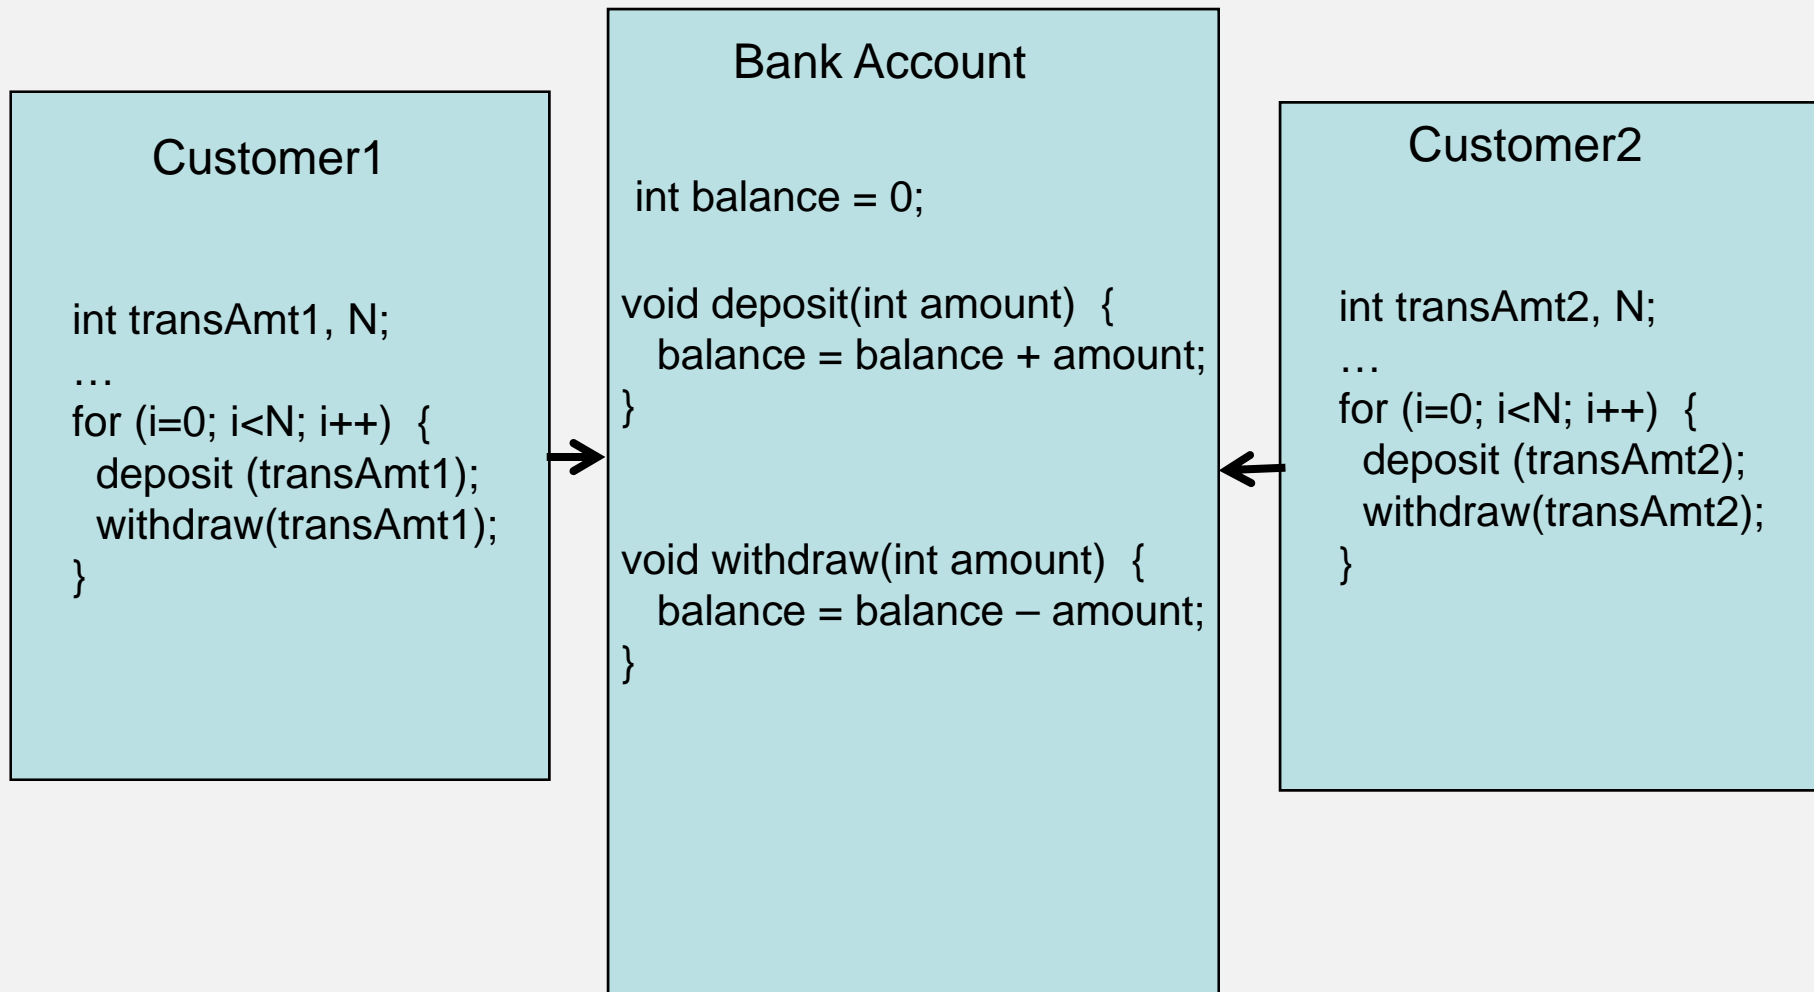 Customer1
int transAmt1, N;
…
for (i=0; i<N; i++)  {
  deposit (transAmt1);
  withdraw(transAmt1);
}
Bank Account
int balance = 0;
void deposit(int amount)  {
   balance = balance + amount;
}
void withdraw(int amount)  {
   balance = balance – amount;
}
Customer2
int transAmt2, N;
…
for (i=0; i<N; i++)  {
  deposit (transAmt2);
  withdraw(transAmt2);
}